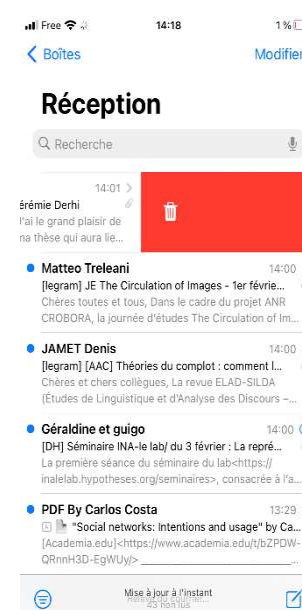 Free 14:18 1 %
Boîtes Modifier
Réception
Recherche
14:01
érémie Derhi
J'ai le grand plaisir de
ma thèse qui aura lie...
Matteo Treleani 14:00
[legram] JE The Circulation of Images - 1er févrie...
Chères toutes et tous, Dans le cadre du projet ANR
CROBORA, la journée d'études The Circulation of Im...
JAMET Denis 14:00
[legram] [AAC] Théories du complot : comment l...
Chères et chers collègues, La revue ELAD-SILDA
(Études de Linguistique et d'Analyse des Discours –...
Géraldine et guigo 14:00
[DH] Séminaire INA-le lab/ du 3 février : La repré...
La première séance du séminaire du lab<https://
inalelab.hypotheses.org/seminaires>, consacrée à l'a...
PDF By Carlos Costa 13:29
"Social networks: Intentions and usage" by Ca...
[Academia.edu]<https://www.academia.edu/t/bZPDW-
QRnnH3D-EgWUy/> ____________________...
Mise à jour à l'instant
43 non lus